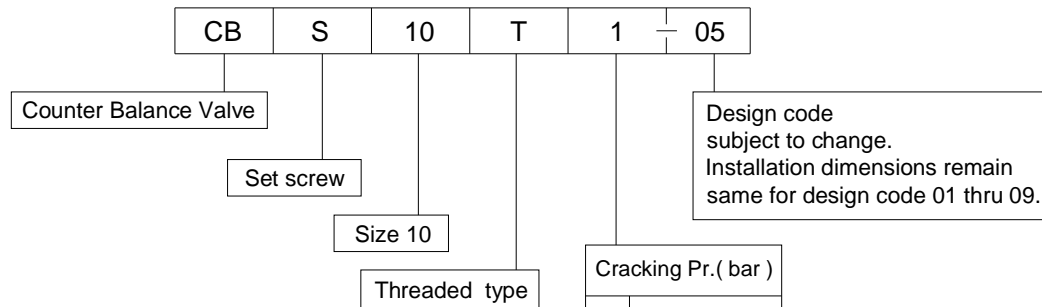 CB S 10 T 1 – 05
Counter Balance Valve
Set screw
Size 10
Threaded type
Cracking Pr.( bar )
Design code
subject to change.
Installation dimensions remain
same for design code 01 thru 09.